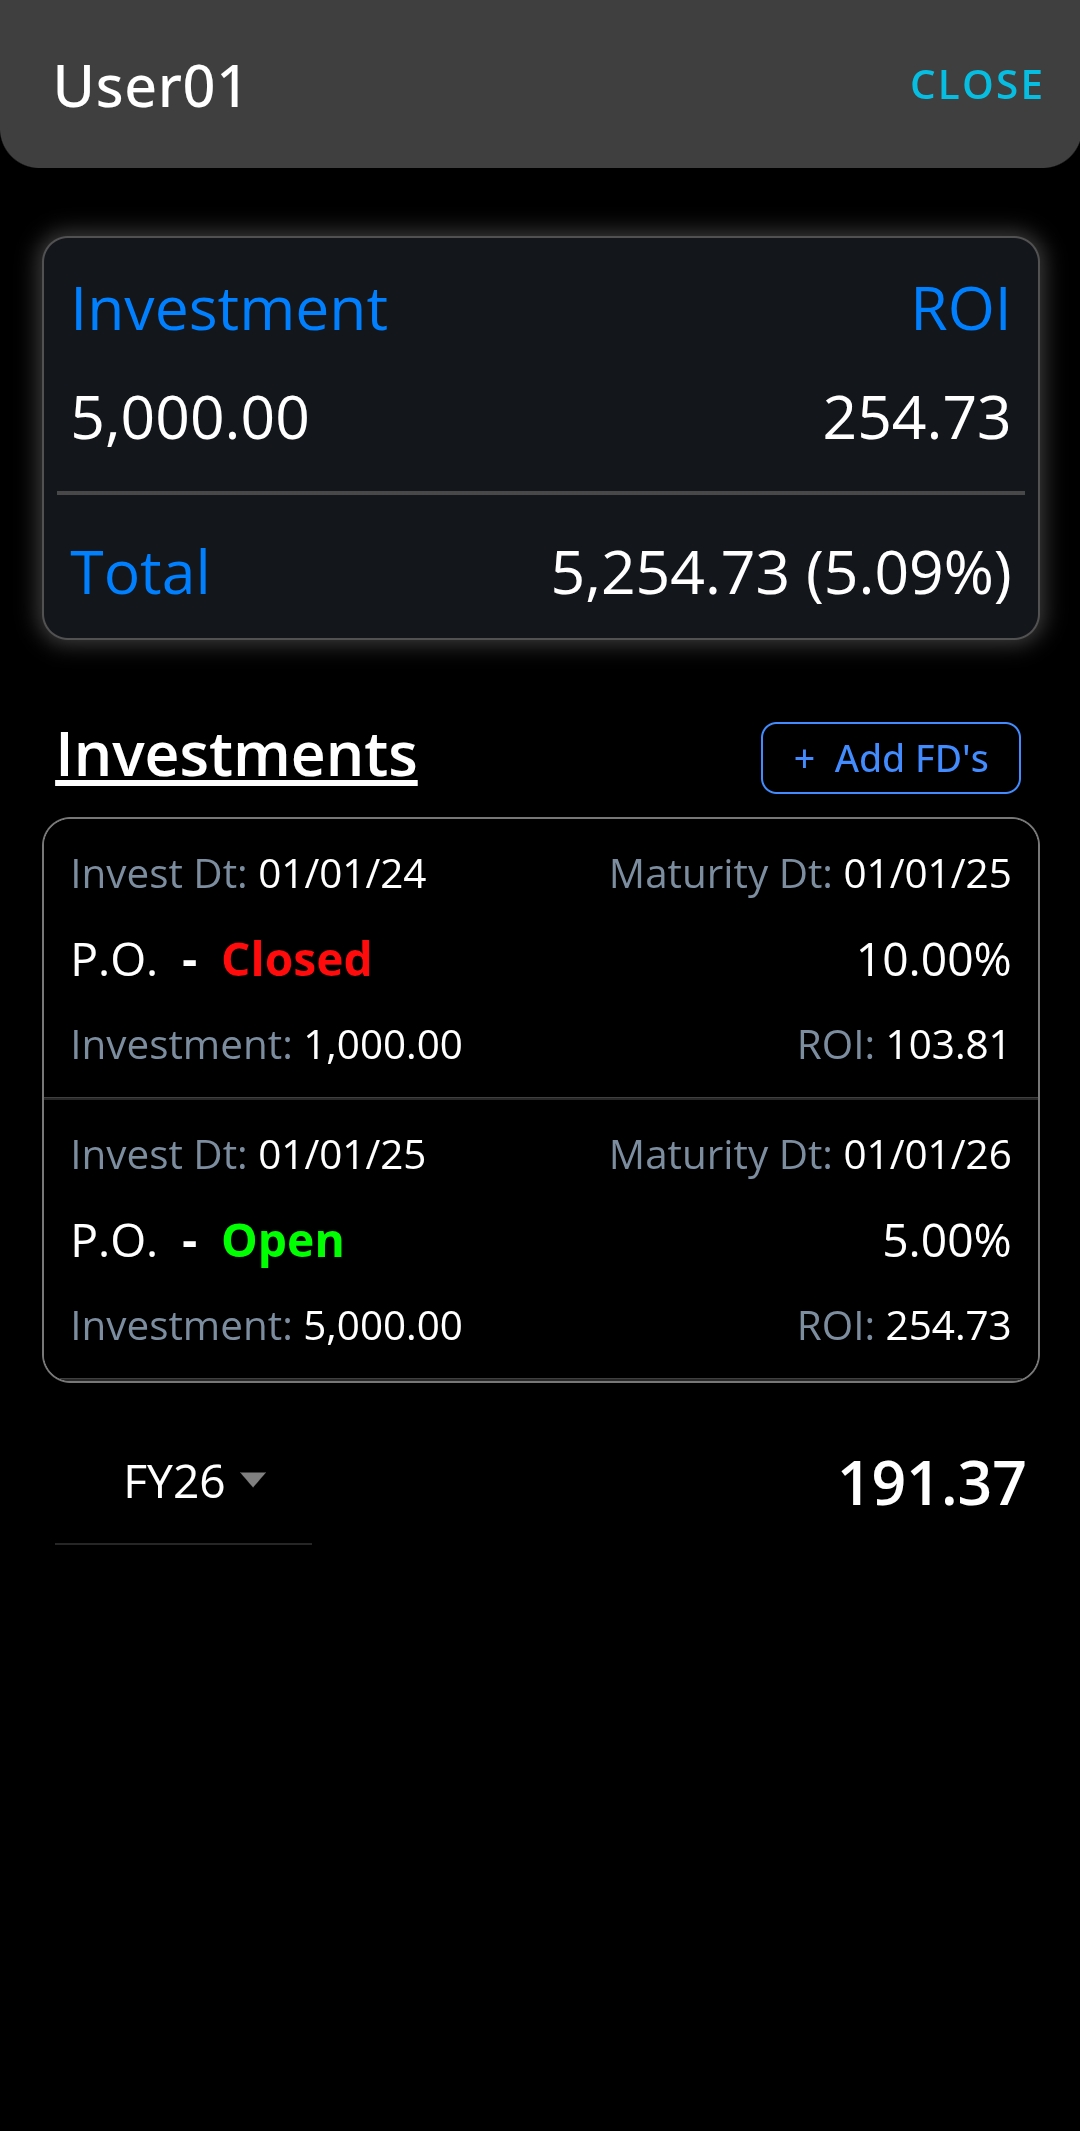 User01 CLOSE
Investment ROI
5,000.00 254.73
Total 5,254.73 (5.09%)
Investments + Add FD's
Invest Dt: 01/01/24 Maturity Dt: 01/01/25
P.O. - Closed 10.00%
Investment: 1,000.00 ROI: 103.81
Invest Dt: 01/01/25 Maturity Dt: 01/01/26
P.O. - Open 5.00%
Investment: 5,000.00 ROI: 254.73
FY26 191.37